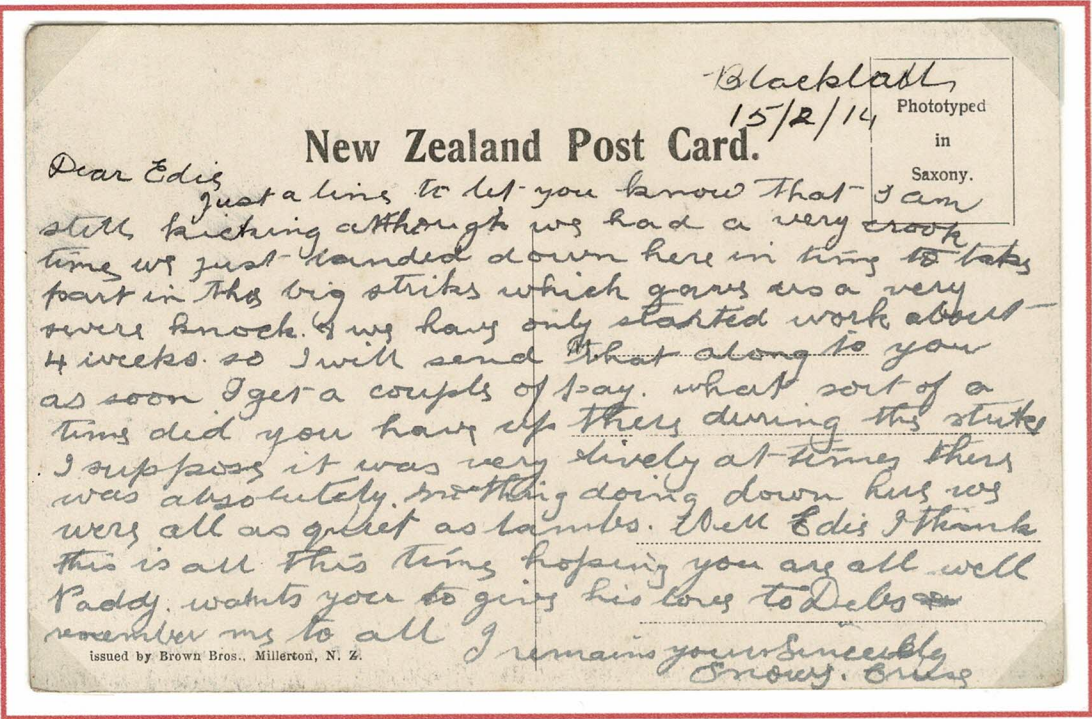 Blackball
15/2/14
Phototyped
in
Saxony.
New Zealand Post Card.
Dear Edie
Just a line to let you know that I am
still kicking although we had a very crook
time we just landed down here in time to take
part in the big strike which gave us a very
severe knock. & we have only started work about
4 weeks. so I will send that along to you
as soon I get a couple of pay. what sort of a
time did you have up there during the strike
I suppose it was very lively at times there
was absolutely nothing doing down here we
were all as quiet as lambs. Well Edie I think
this is all this time hoping you are all well
Paddy. wants you to give his love to Debs
remember me to all I
remains yours Sincerely
Snowy.
issued by Brown Bros., Millerton, N. Z.